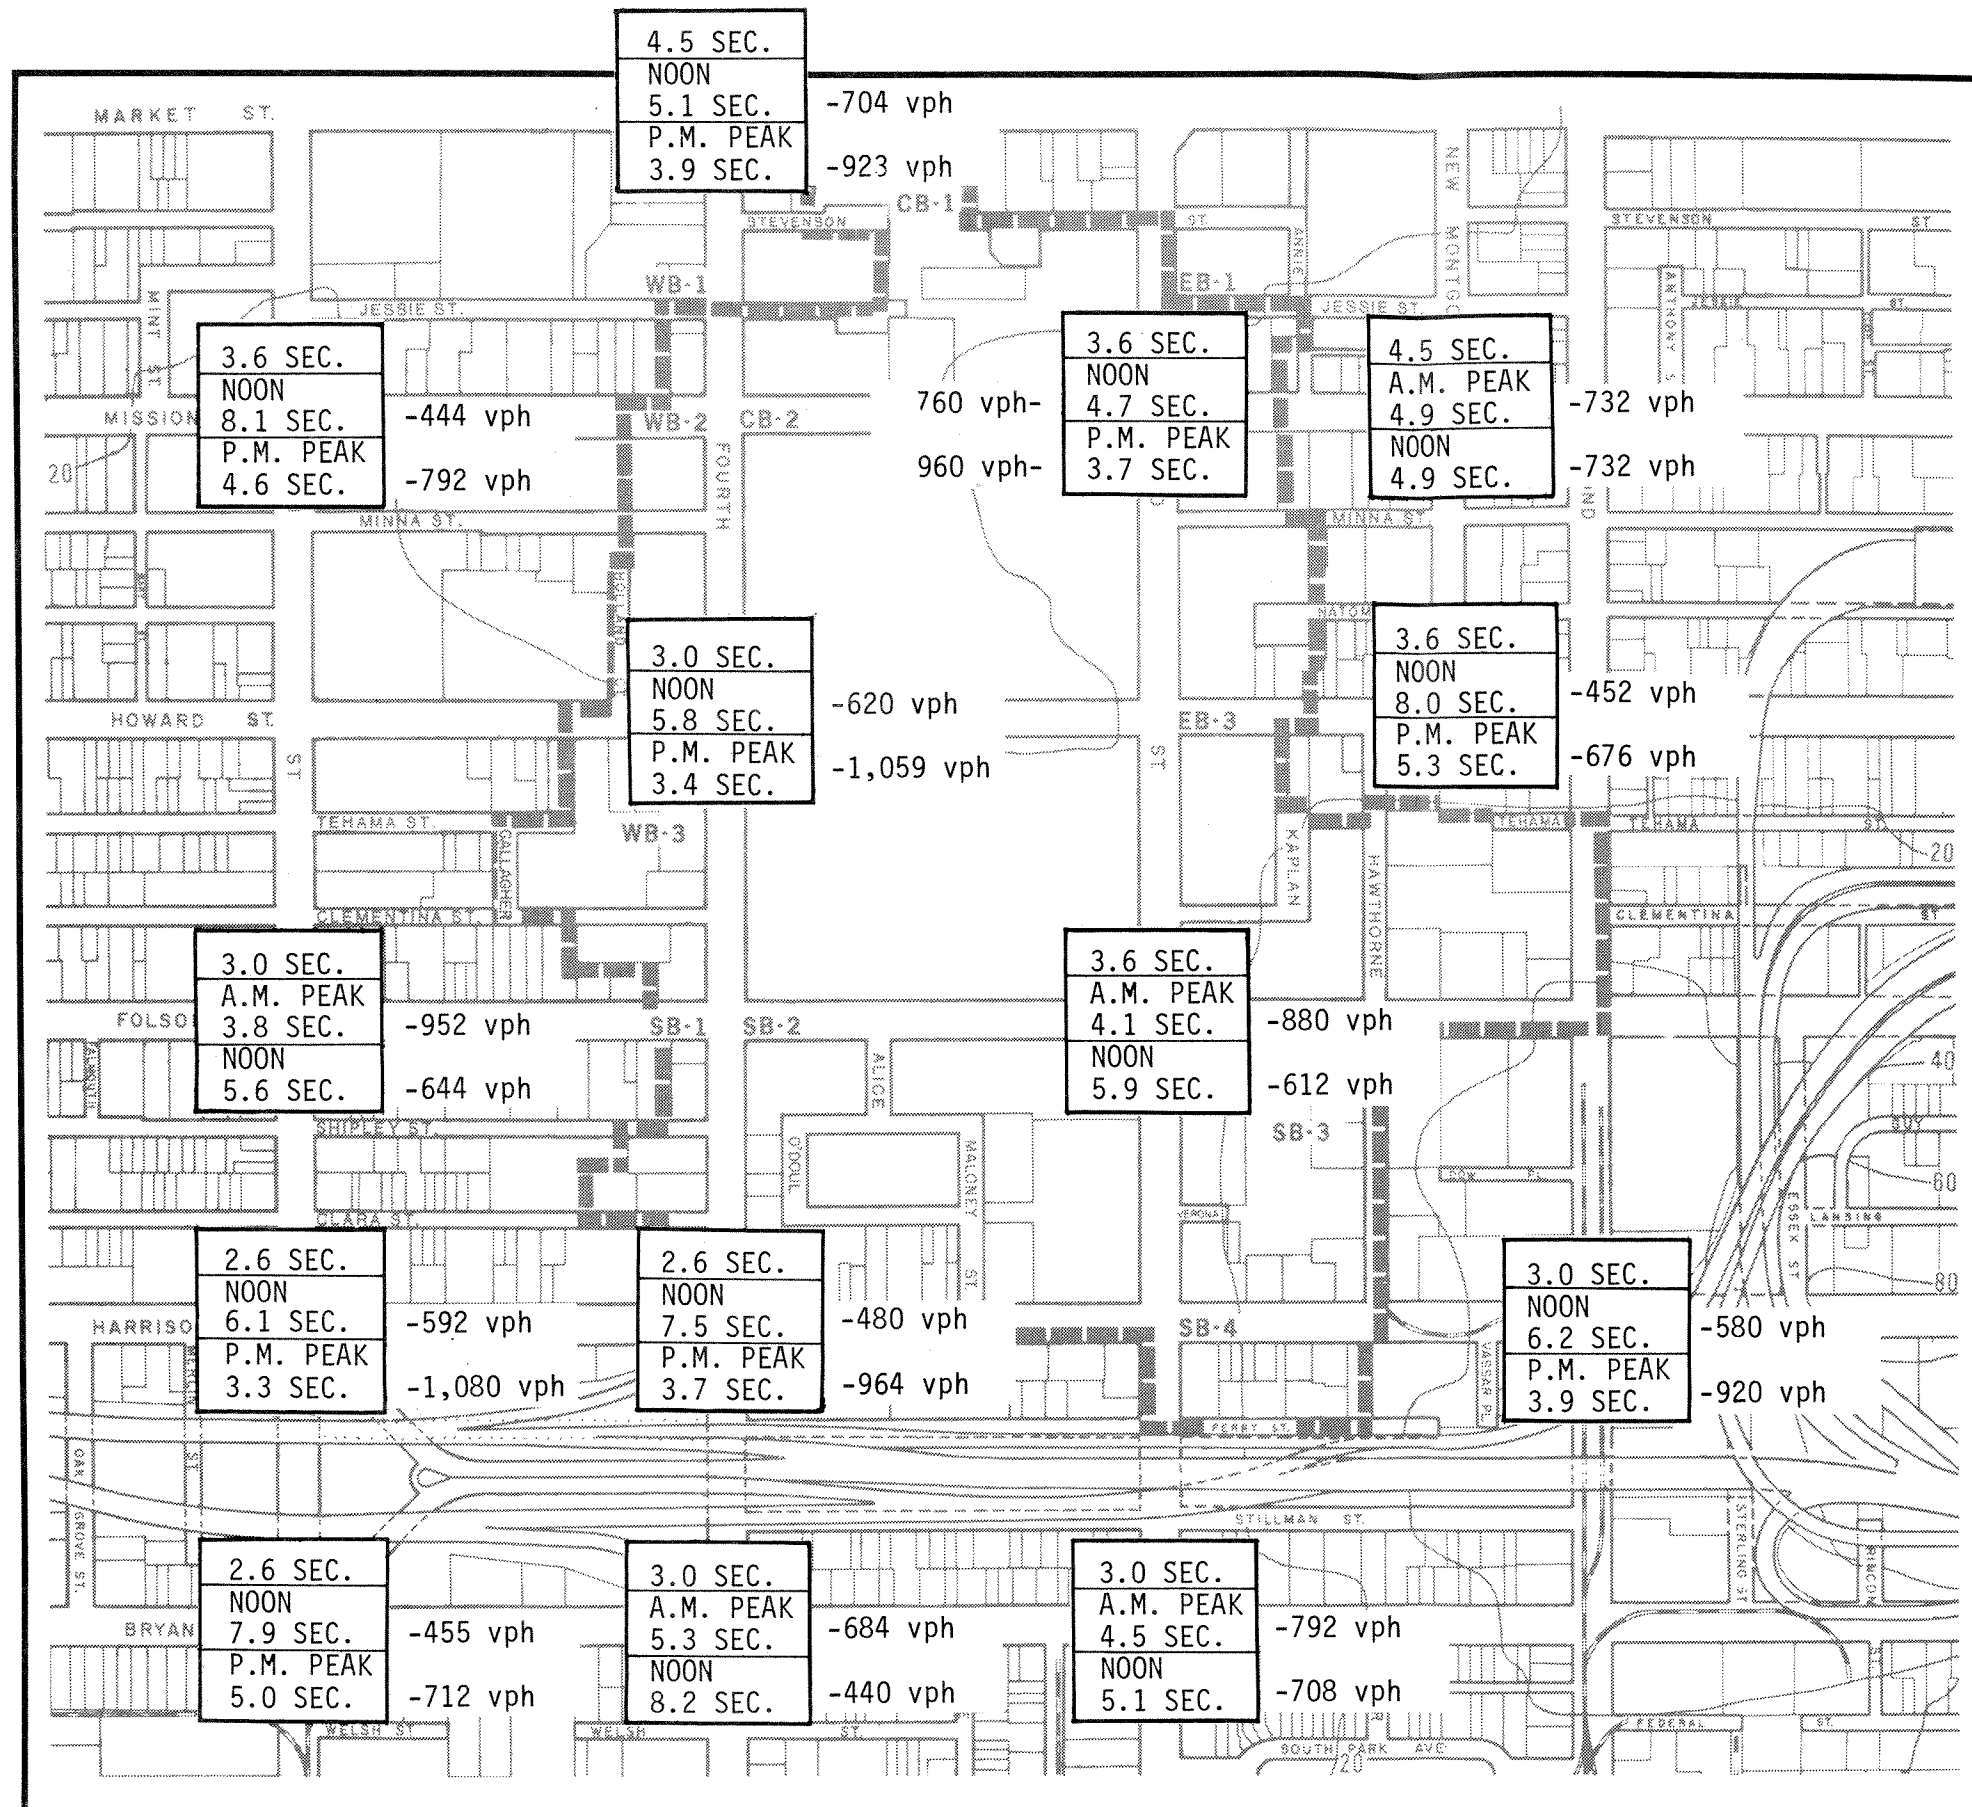 4.5 SEC.
NOON
5.1 SEC.
-704 vph
P.M. PEAK
3.9 SEC.
-923 vph
MARKET ST.
STEVENSON
CB-1
ST.
ANNIE
NEW MONTG
STEVENSON ST
MINT ST
WB-1
JESSIE ST.
EB-1
JESSIE ST.
ANTHONY S
JESSIE ST.
3.6 SEC.
NOON
8.1 SEC.
-444 vph
P.M. PEAK
4.6 SEC.
-792 vph
3.6 SEC.
NOON
4.7 SEC.
760 vph-
P.M. PEAK
3.7 SEC.
960 vph-
4.5 SEC.
A.M. PEAK
4.9 SEC.
-732 vph
NOON
4.9 SEC.
-732 vph
MISSION
20
WB-2
CB-2
FOURTH
D
ND
MINNA ST.
MINNA ST.
HOLLAND
NATOM
3.0 SEC.
NOON
5.8 SEC.
-620 vph
P.M. PEAK
3.4 SEC.
-1,059 vph
3.6 SEC.
NOON
8.0 SEC.
-452 vph
P.M. PEAK
5.3 SEC.
-676 vph
HOWARD ST.
ST
EB-3
ST
TEHAMA ST.
WB-3
GALLAGHER
KAPLAN
HAWTHORNE
TEHAMA
TEHAMA ST.
20
CLEMENTINA ST.
CLEMENTINA ST
3.0 SEC.
A.M. PEAK
3.8 SEC.
-952 vph
NOON
5.6 SEC.
-644 vph
3.6 SEC.
A.M. PEAK
4.1 SEC.
-880 vph
NOON
5.9 SEC.
-612 vph
FOLSO
FALMOUTH
SB-1
SB-2
ALICE
40
SHIPLEY ST.
O'DOUL
MALONEY ST.
SB-3
GUY
DOW PL.
60
CLARA ST.
VERONA
ESSEX ST
LANSING
80
2.6 SEC.
NOON
6.1 SEC.
-592 vph
P.M. PEAK
3.3 SEC.
-1,080 vph
2.6 SEC.
NOON
7.5 SEC.
-480 vph
P.M. PEAK
3.7 SEC.
-964 vph
3.0 SEC.
NOON
6.2 SEC.
-580 vph
P.M. PEAK
3.9 SEC.
-920 vph
HARRISO
SB-4
VASSAR PL
PERRY ST.
OAK GROVE ST.
ST.
STILLMAN ST.
STERLING ST
RINCON
2.6 SEC.
NOON
7.9 SEC.
-455 vph
P.M. PEAK
5.0 SEC.
-712 vph
3.0 SEC.
A.M. PEAK
5.3 SEC.
-684 vph
NOON
8.2 SEC.
-440 vph
3.0 SEC.
A.M. PEAK
4.5 SEC.
-792 vph
NOON
5.1 SEC.
-708 vph
BRYAN
WELSH ST
WELSH ST.
SOUTH PARK AVE
20
FEDERAL ST.